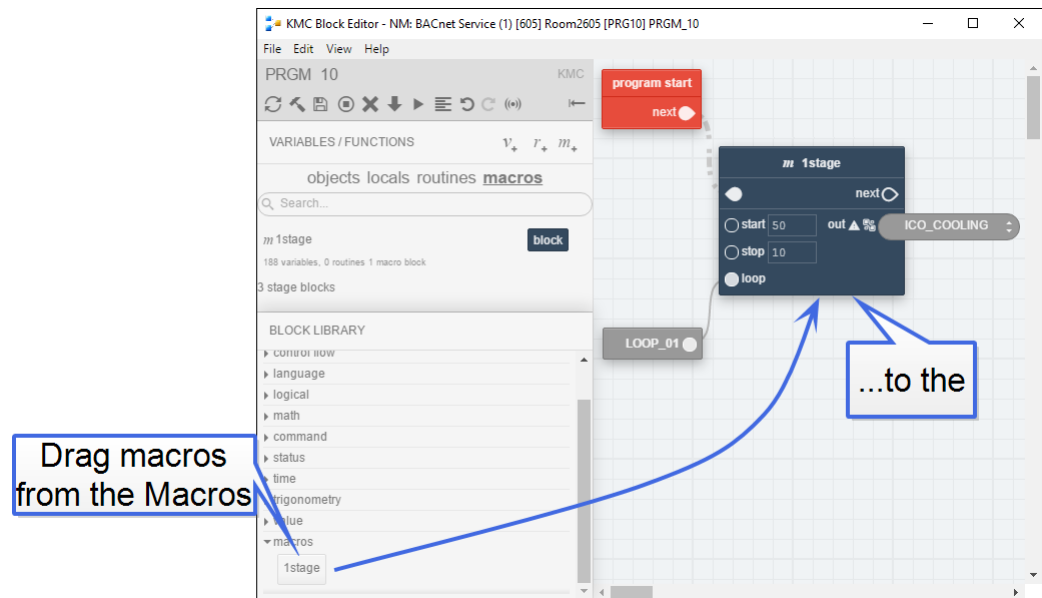 KMC Block Editor - NM: BACnet Service (1) [605] Room2605 [PRG10] PRGM_10
File Edit View Help
PRGM 10 KMC
VARIABLES / FUNCTIONS v+ r+ m+
objects locals routines macros
Search...
m 1stage block
188 variables, 0 routines 1 macro block
3 stage blocks
BLOCK LIBRARY
control flow
language
logical
math
command
status
time
trigonometry
value
macros
1stage
program start
next
m 1stage
next
start 50 out ICO_COOLING
stop 10
loop
LOOP_01
...to the
Drag macros
from the Macros